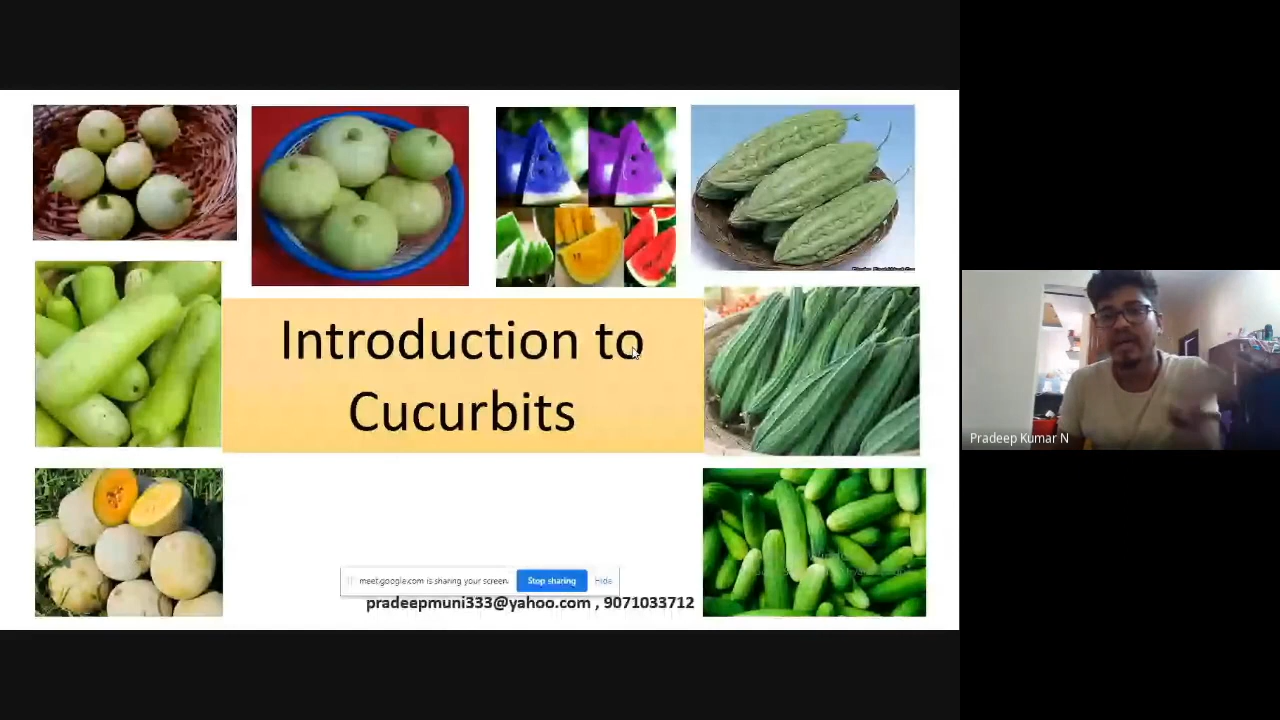 Introduction to
Cucurbits
Pradeep Kumar N
meet.google.com is sharing your screen.
Stop sharing
Hide
pradeepmuni333@yahoo.com , 9071033712